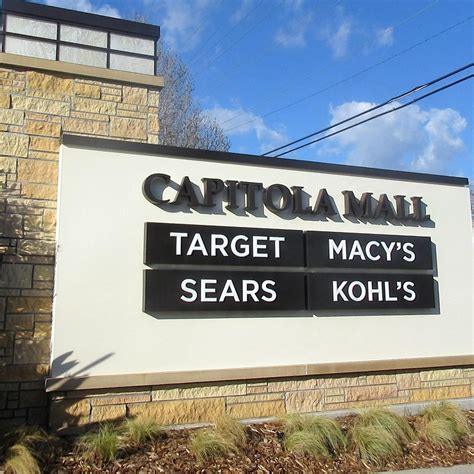 CAPITOLA MALL
TARGET MACY'S
SEARS KOHL'S